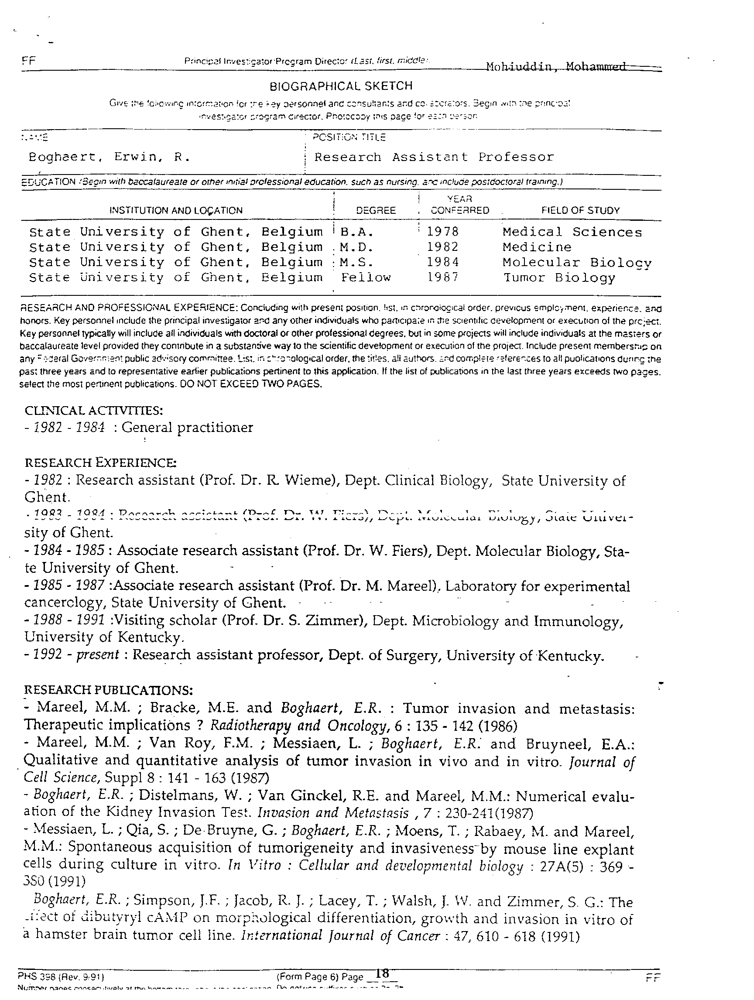 FF Principal Investigator/Program Director (Last, first, middle): Mohiuddin, Mohammed
BIOGRAPHICAL SKETCH
Give the following information for the key personnel and consultants and collaborators. Begin with the principal
investigator program director. Photocopy this page for each person
NAME POSITION TITLE
Boghaert, Erwin, R. Research Assistant Professor
EDUCATION (Begin with baccalaureate or other initial professional education, such as nursing, and include postdoctoral training.)
INSTITUTION AND LOCATION DEGREE YEAR CONFERRED FIELD OF STUDY
State University of Ghent, Belgium B.A. 1978 Medical Sciences
State University of Ghent, Belgium M.D. 1982 Medicine
State University of Ghent, Belgium M.S. 1984 Molecular Biology
State University of Ghent, Belgium Fellow 1987 Tumor Biology
RESEARCH AND PROFESSIONAL EXPERIENCE: Concluding with present position, list, in chronological order, previous employment, experience, and
honors. Key personnel include the principal investigator and any other individuals who participate in the scientific development or execution of the project.
Key personnel typically will include all individuals with doctoral or other professional degrees, but in some projects will include individuals at the masters or
baccalaureate level provided they contribute in a substantive way to the scientific development or execution of the project. Include present membership on
any Federal Government public advisory committee. List, in chronological order, the titles, all authors, and complete references to all publications during the
past three years and to representative earlier publications pertinent to this application. If the list of publications in the last three years exceeds two pages,
select the most pertinent publications. DO NOT EXCEED TWO PAGES.
CLINICAL ACTIVITIES:
- 1982 - 1984 : General practitioner
RESEARCH EXPERIENCE:
- 1982 : Research assistant (Prof. Dr. R. Wieme), Dept. Clinical Biology, State University of
Ghent.
- 1983 - 1984 : Research assistant (Prof. Dr. W. Fiers), Dept. Molecular Biology, State Univer-
sity of Ghent.
- 1984 - 1985 : Associate research assistant (Prof. Dr. W. Fiers), Dept. Molecular Biology, Sta-
te University of Ghent.
- 1985 - 1987 :Associate research assistant (Prof. Dr. M. Mareel), Laboratory for experimental
cancerology, State University of Ghent.
- 1988 - 1991 :Visiting scholar (Prof. Dr. S. Zimmer), Dept. Microbiology and Immunology,
University of Kentucky.
- 1992 - present : Research assistant professor, Dept. of Surgery, University of Kentucky.
RESEARCH PUBLICATIONS:
- Mareel, M.M. ; Bracke, M.E. and Boghaert, E.R. : Tumor invasion and metastasis:
Therapeutic implications ? Radiotherapy and Oncology, 6 : 135 - 142 (1986)
- Mareel, M.M. ; Van Roy, F.M. ; Messiaen, L. ; Boghaert, E.R. and Bruyneel, E.A.:
Qualitative and quantitative analysis of tumor invasion in vivo and in vitro. Journal of
Cell Science, Suppl 8 : 141 - 163 (1987)
- Boghaert, E.R. ; Distelmans, W. ; Van Ginckel, R.E. and Mareel, M.M.: Numerical evalu-
ation of the Kidney Invasion Test. Invasion and Metastasis , 7 : 230-241(1987)
- Messiaen, L. ; Qia, S. ; De Bruyne, G. ; Boghaert, E.R. ; Moens, T. ; Rabaey, M. and Mareel,
M.M.: Spontaneous acquisition of tumorigeneity and invasiveness by mouse line explant
cells during culture in vitro. In Vitro : Cellular and developmental biology : 27A(5) : 369 -
380 (1991)
Boghaert, E.R. ; Simpson, J.F. ; Jacob, R. J. ; Lacey, T. ; Walsh, J. W. and Zimmer, S. G.: The
effect of dibutyryl cAMP on morphological differentiation, growth and invasion in vitro of
a hamster brain tumor cell line. International Journal of Cancer : 47, 610 - 618 (1991)
PHS 398 (Rev. 9-91) (Form Page 6) Page 18 FF
Number pages consecutively at the bottom